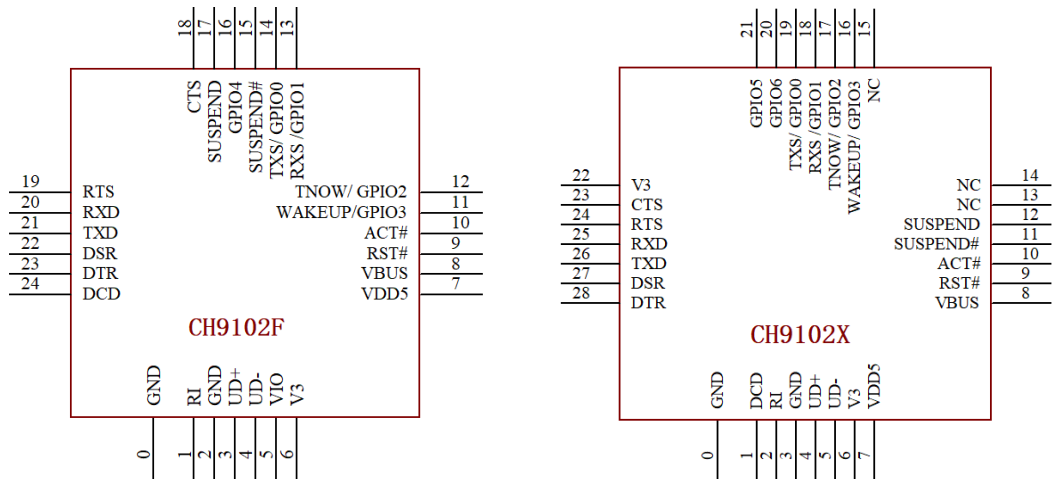 18 17 16 15 14 13
CTS SUSPEND GPIO4 SUSPEND# TXS/ GPIO0 RXS /GPIO1
19 RTS TNOW/ GPIO2 12
20 RXD WAKEUP/GPIO3 11
21 TXD ACT# 10
22 DSR RST# 9
23 DTR VBUS 8
24 DCD VDD5 7
CH9102F
GND RI GND UD+ UD- VIO V3
0 1 2 3 4 5 6
21 20 19 18 17 16 15
GPIO5 GPIO6 TXS/ GPIO0 RXS /GPIO1 TNOW/ GPIO2 WAKEUP/ GPIO3 NC
22 V3 NC 14
23 CTS NC 13
24 RTS SUSPEND 12
25 RXD SUSPEND# 11
26 TXD ACT# 10
27 DSR RST# 9
28 DTR VBUS 8
CH9102X
GND DCD RI GND UD+ UD- V3 VDD5
0 1 2 3 4 5 6 7